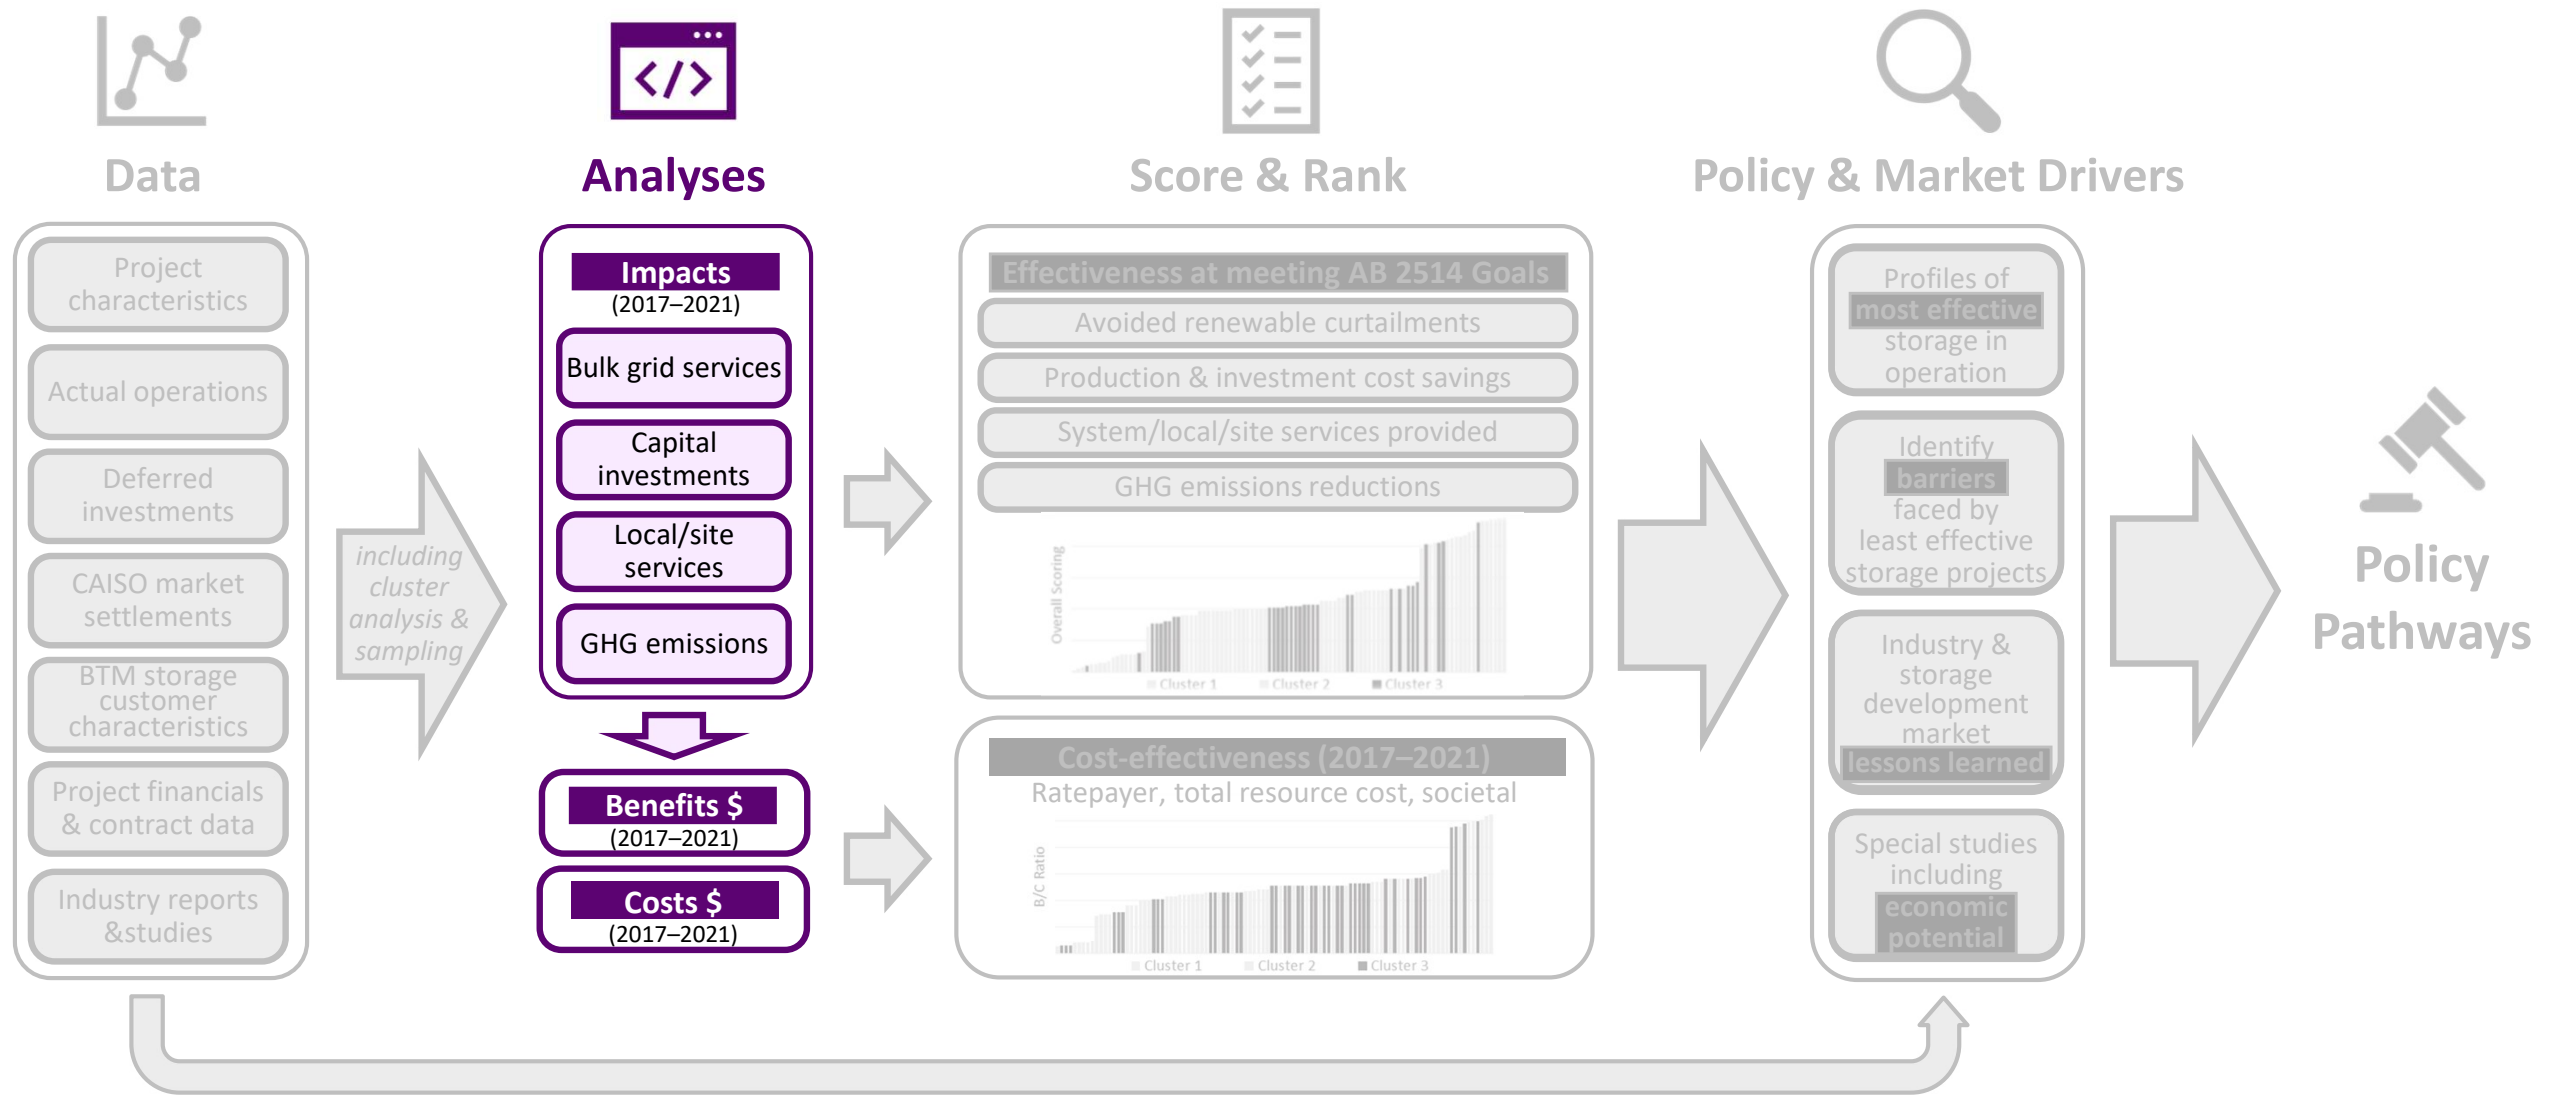 Data
Project
characteristics
Actual operations
Deferred
investments
CAISO market
settlements
BTM storage
customer
characteristics
Project financials
& contract data
Industry reports
&studies
including
cluster
analysis &
sampling
</>
Analyses
Impacts
(2017–2021)
Bulk grid services
Capital
investments
Local/site
services
GHG emissions
Benefits $
(2017–2021)
Costs $
(2017–2021)
Score & Rank
Effectiveness at meeting AB 2514 Goals
Avoided renewable curtailments
Production & investment cost savings
System/local/site services provided
GHG emissions reductions
Overall Scoring
Cluster 1 Cluster 2 Cluster 3
Cost-effectiveness (2017–2021)
Ratepayer, total resource cost, societal
B/C Ratio
Cluster 1 Cluster 2 Cluster 3
Policy & Market Drivers
Profiles of
most effective
storage in
operation
Identify
barriers
faced by
least effective
storage projects
Industry &
storage
development
market
lessons learned
Special studies
including
economic
potential
Policy
Pathways